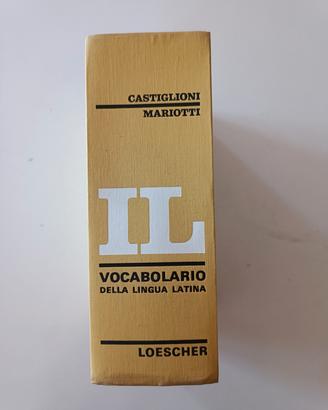 CASTIGLIONI
MARIOTTI
IL
VOCABOLARIO
DELLA LINGUA LATINA
LOESCHER